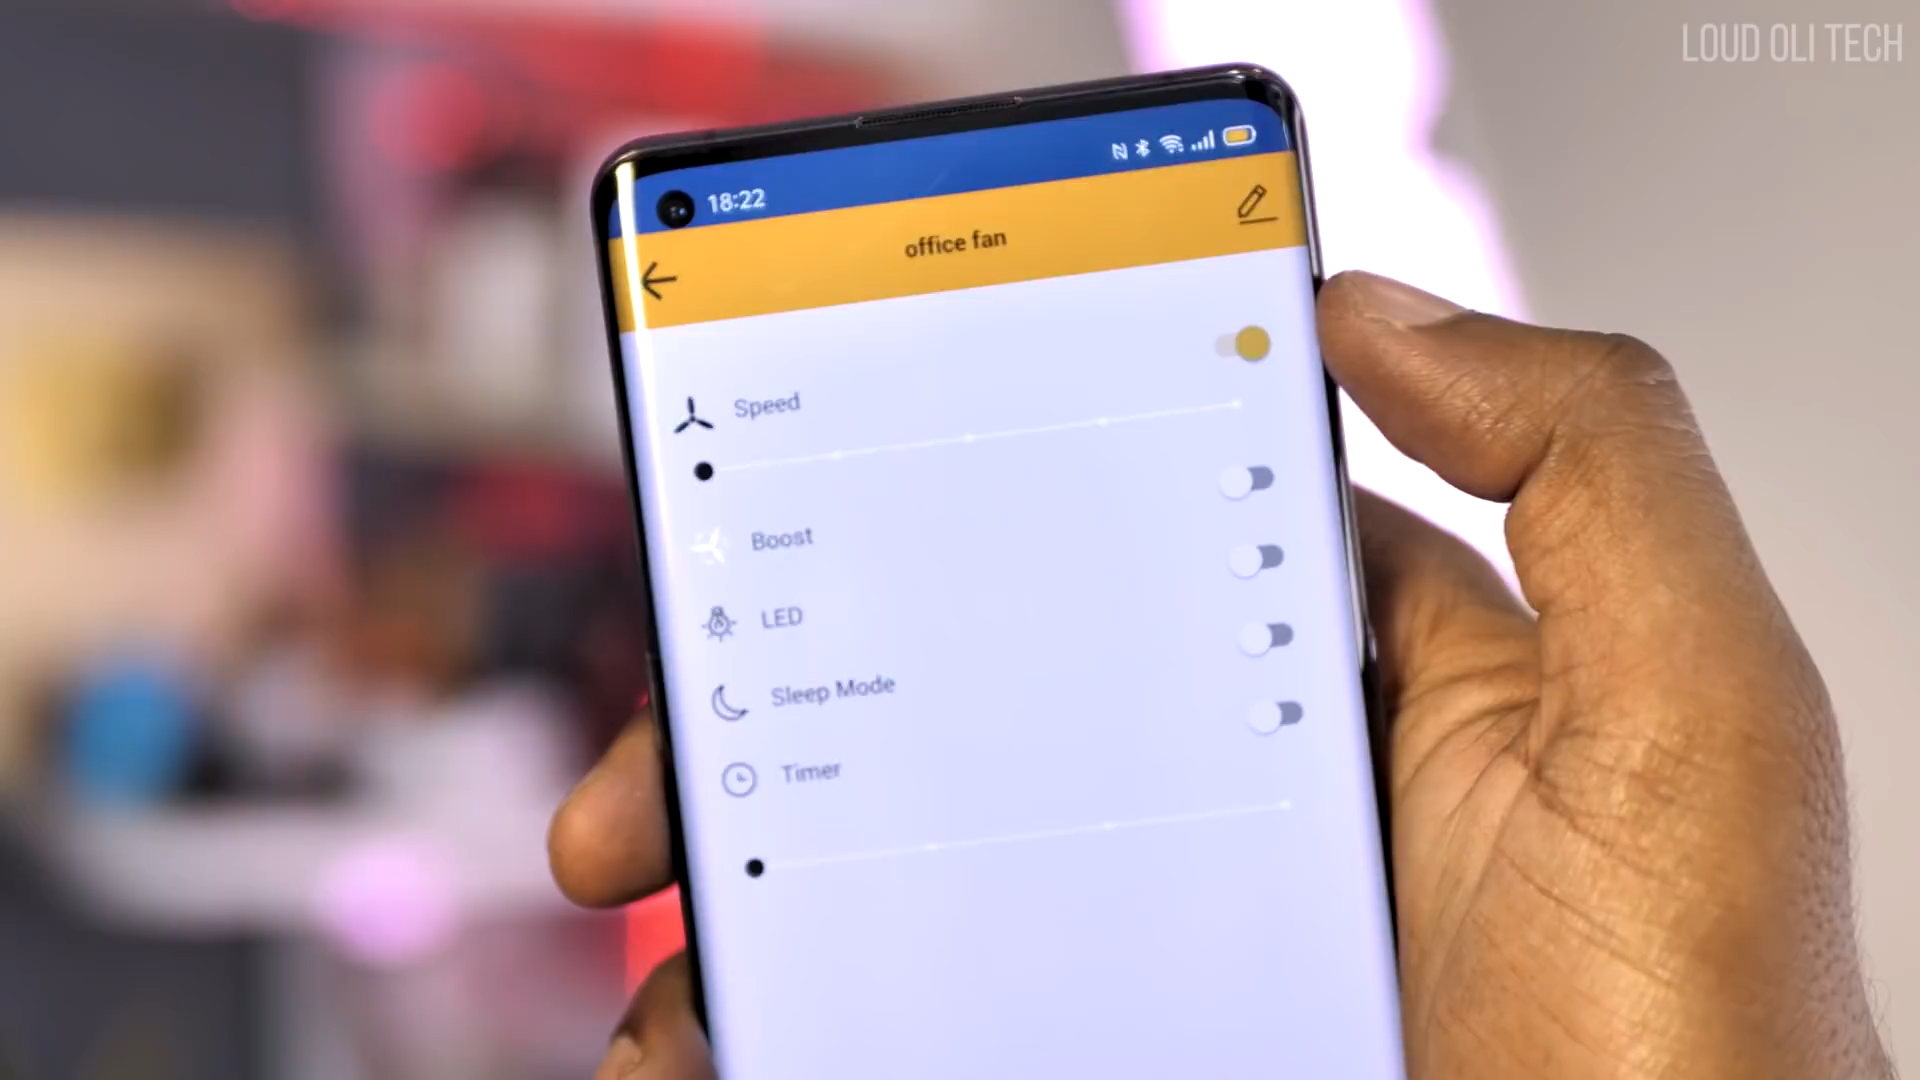 LOUD OLI TECH
18:22
office fan
Speed
Boost
LED
Sleep Mode
Timer